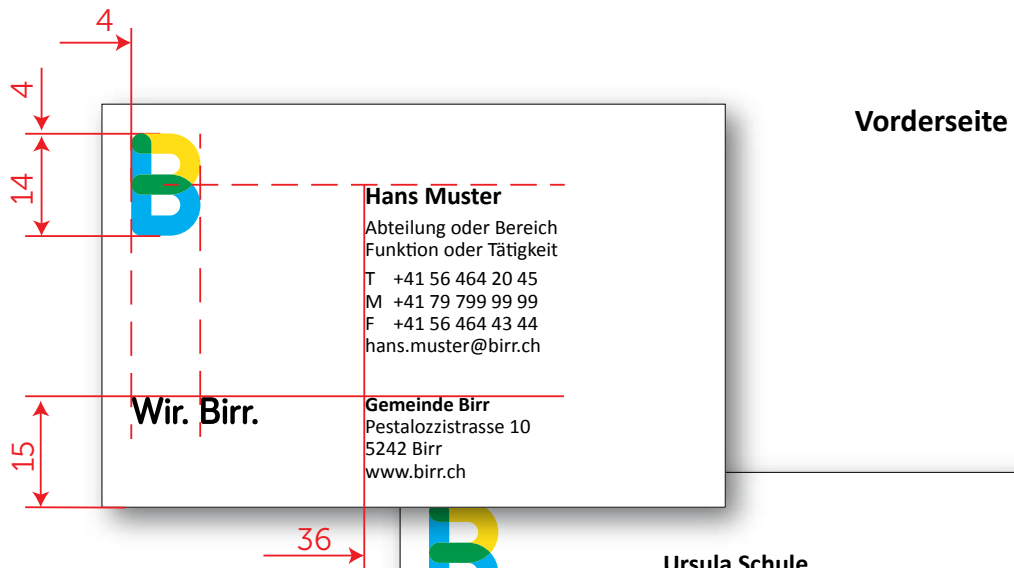 4
4
Vorderseite
14
Hans Muster
Abteilung oder Bereich
Funktion oder Tätigkeit
T +41 56 464 20 45
M +41 79 799 99 99
F +41 56 464 43 44
hans.muster@birr.ch
Wir. Birr.
Gemeinde Birr
Pestalozzistrasse 10
5242 Birr
www.birr.ch
15
36
Ursula Schule